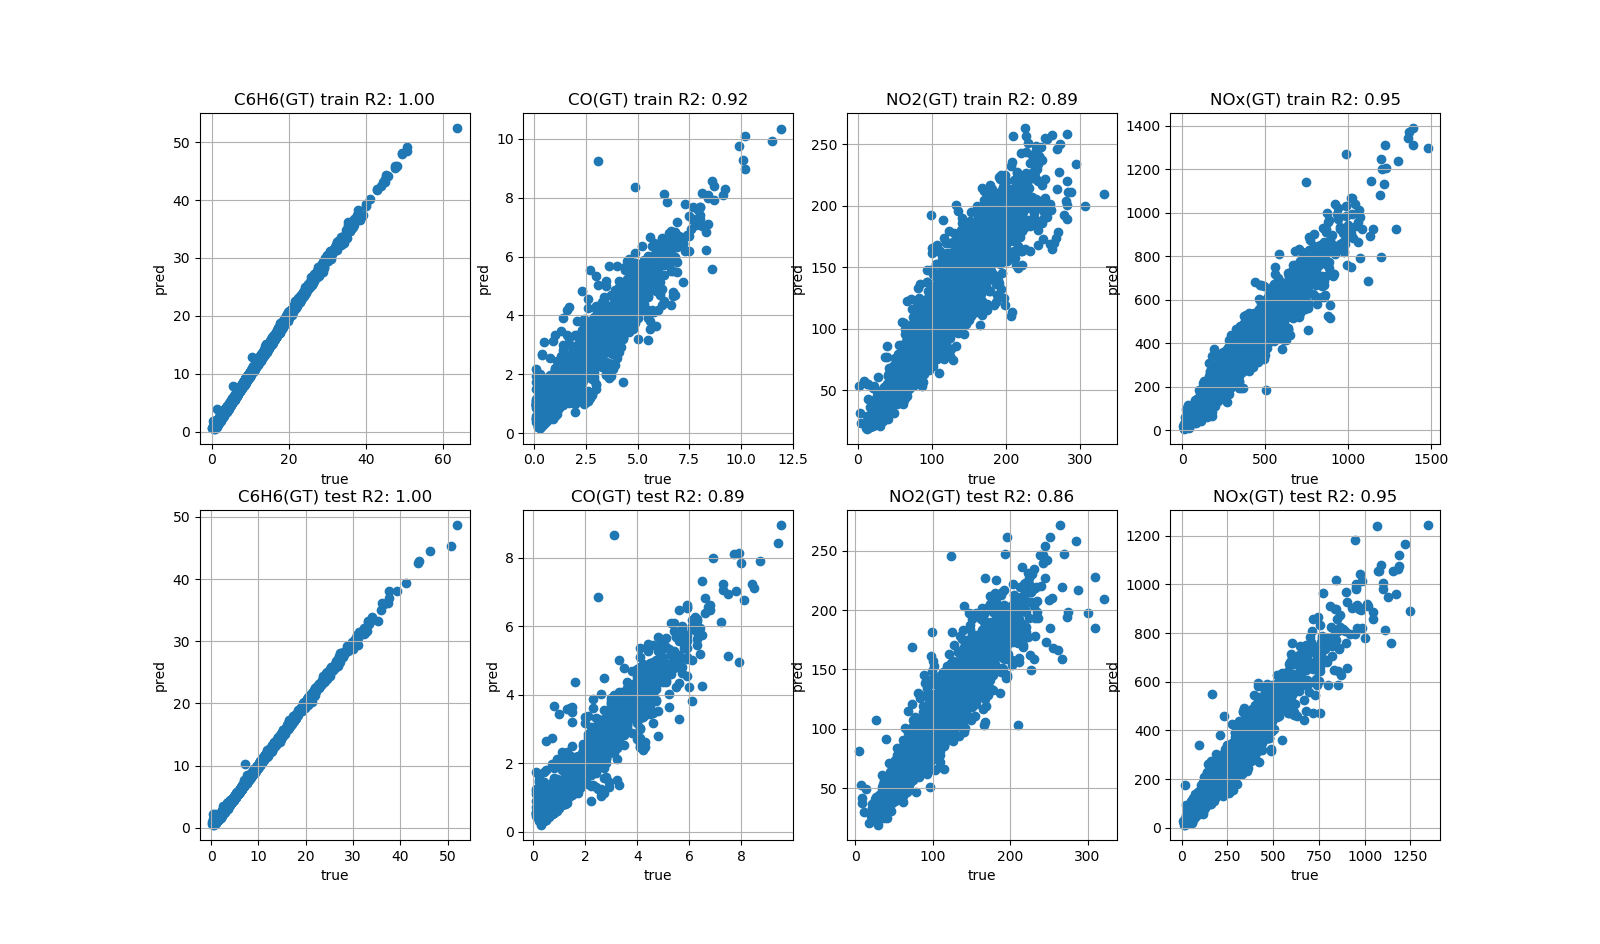 C6H6(GT) train R2: 1.00
CO(GT) train R2: 0.92
NO2(GT) train R2: 0.89
NOx(GT) train R2: 0.95
pred
50
40
30
20
10
0
0 20 40 60
true
pred
10
8
6
4
2
0
0.0 2.5 5.0 7.5 10.0 12.5
true
pred
250
200
150
100
50
0 100 200 300
true
pred
1400
1200
1000
800
600
400
200
0
0 500 1000 1500
true
C6H6(GT) test R2: 1.00
CO(GT) test R2: 0.89
NO2(GT) test R2: 0.86
NOx(GT) test R2: 0.95
pred
50
40
30
20
10
0
0 10 20 30 40 50
true
pred
8
6
4
2
0
0 2 4 6 8
true
pred
250
200
150
100
50
0 100 200 300
true
pred
1200
1000
800
600
400
200
0
0 250 500 750 1000 1250
true